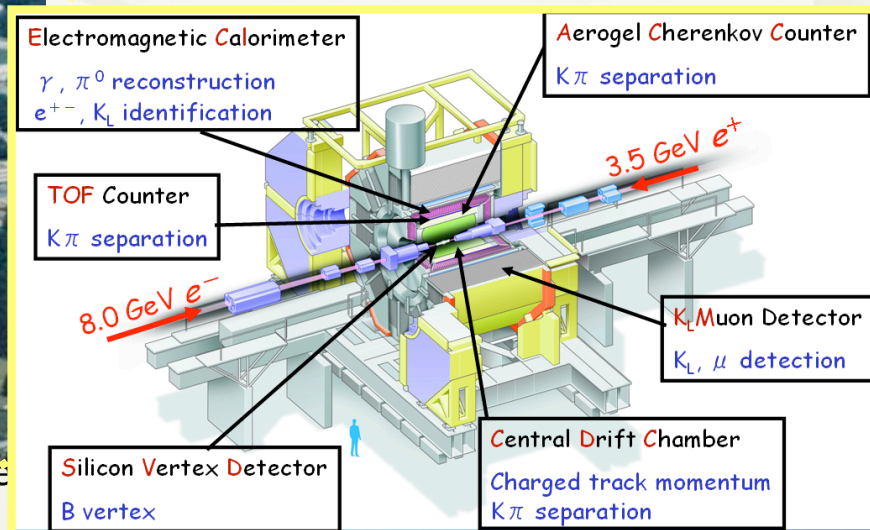 Electromagnetic Calorimeter
γ, π⁰ reconstruction
e⁺⁻, K_L identification
Aerogel Cherenkov Counter
Kπ separation
3.5 GeV e⁺
TOF Counter
Kπ separation
8.0 GeV e⁻
K_LMuon Detector
K_L, μ detection
Silicon Vertex Detector
B vertex
Central Drift Chamber
Charged track momentum
Kπ separation